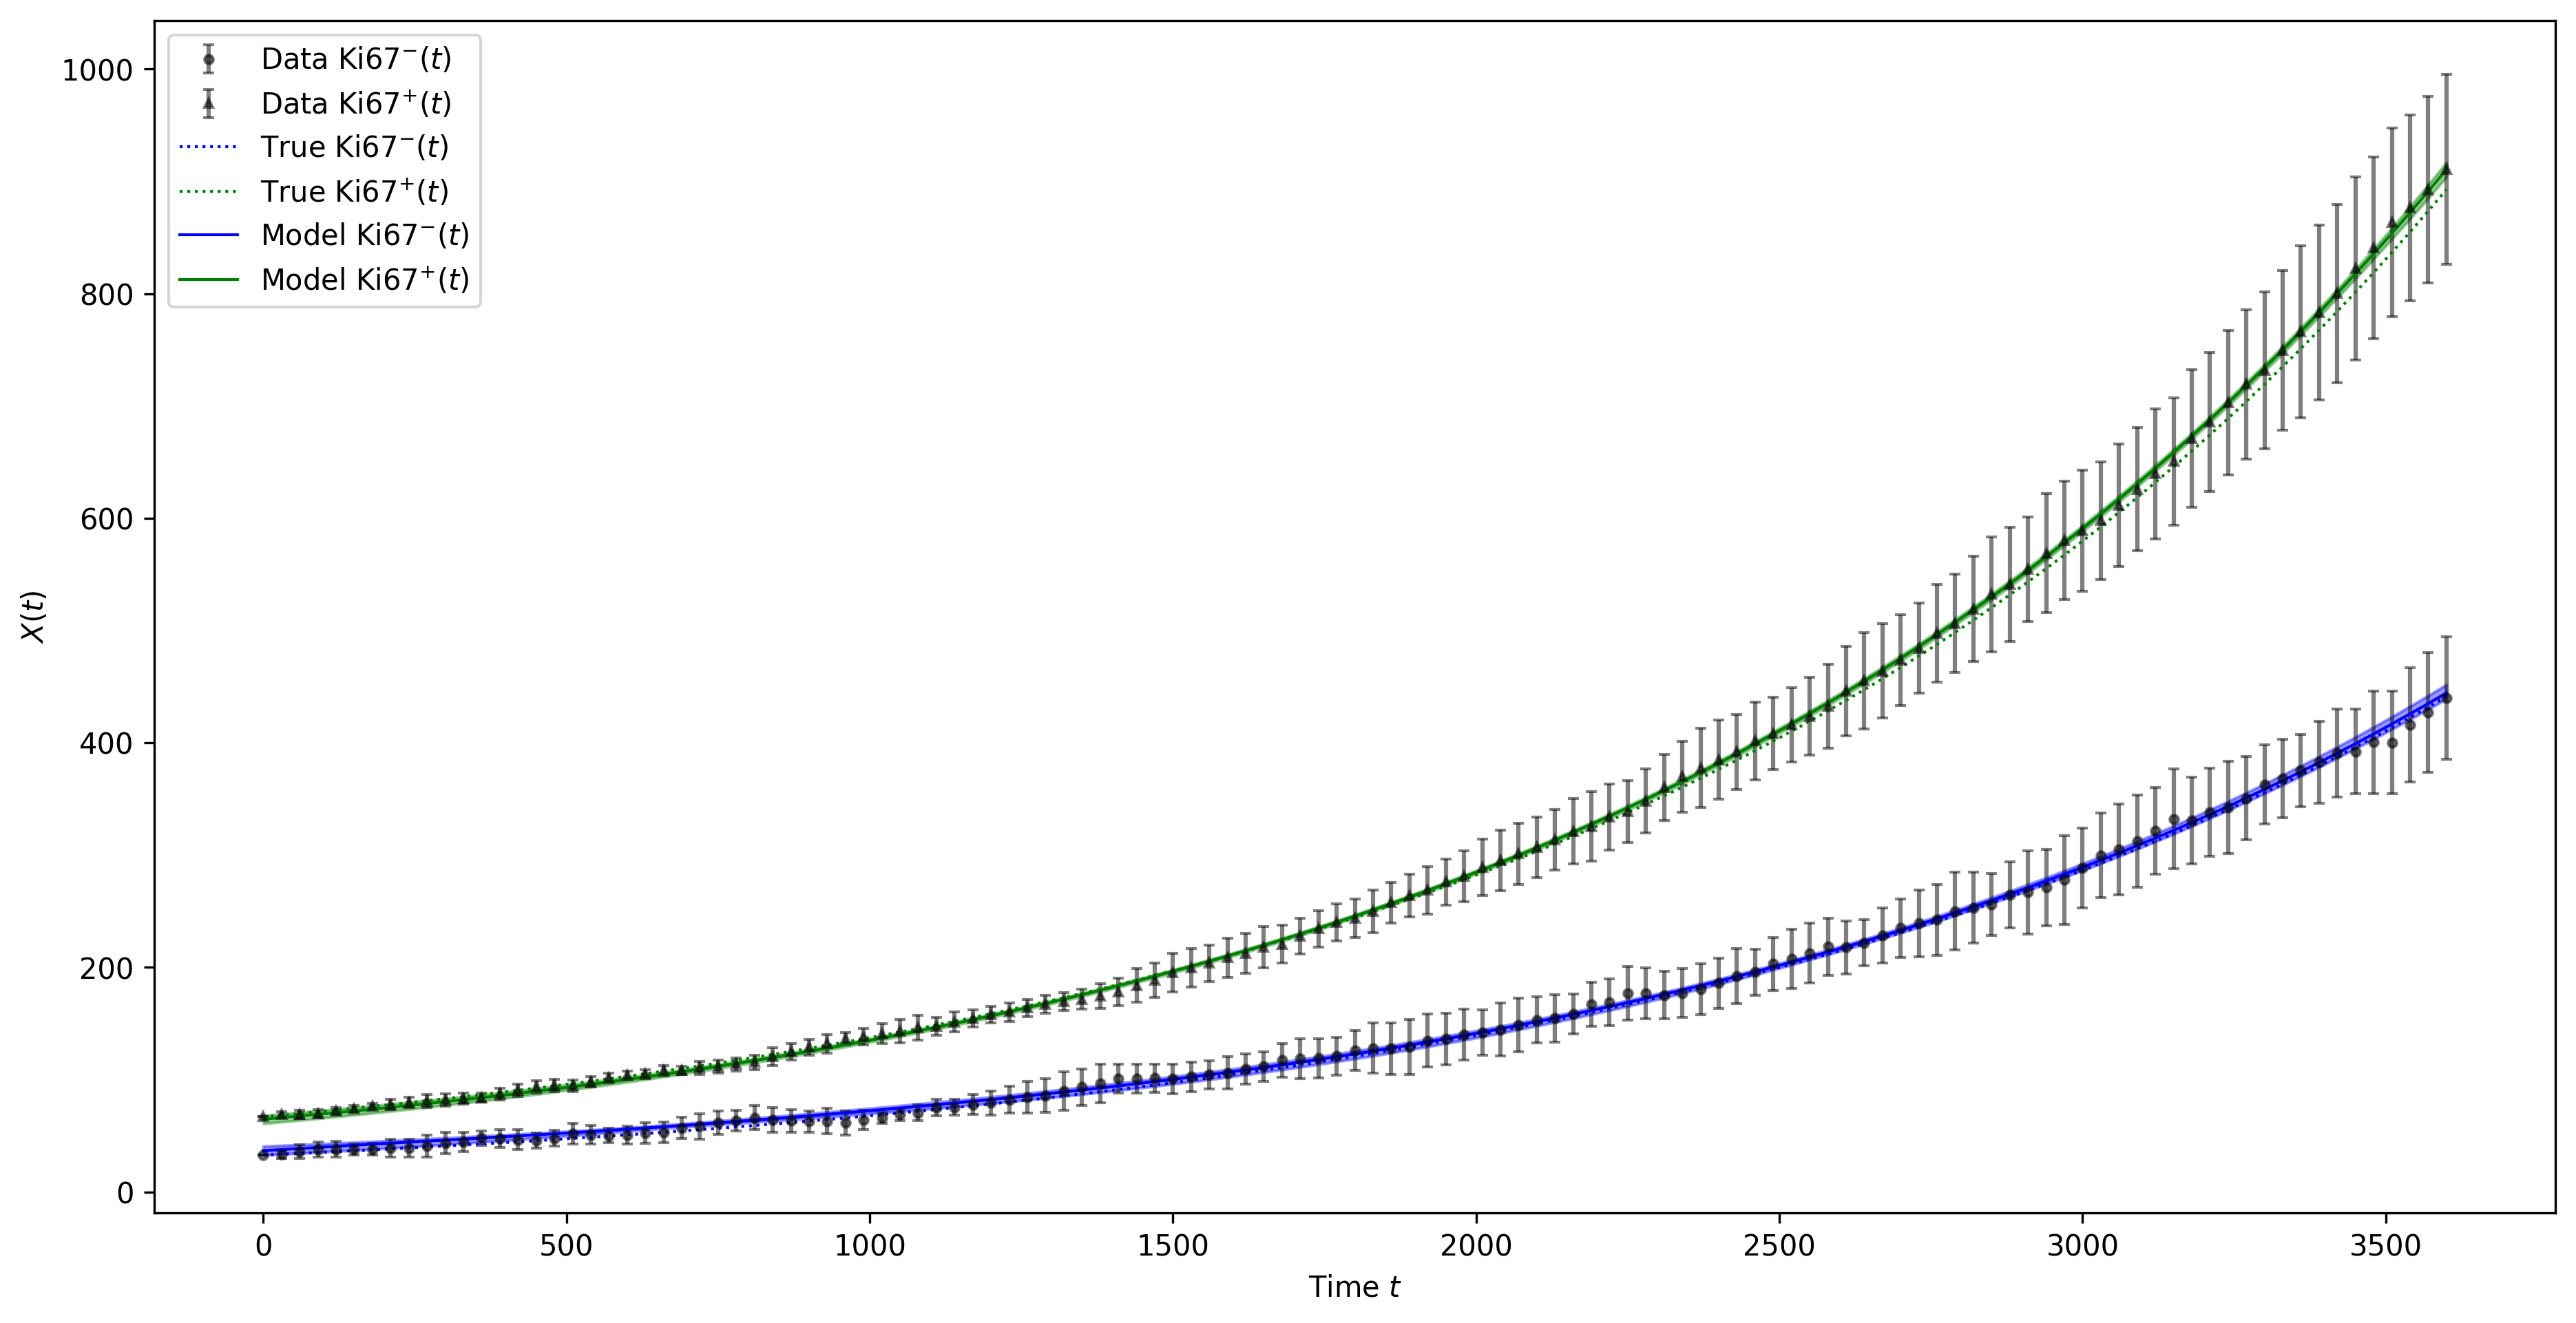 Data Ki67⁻(t)
Data Ki67⁺(t)
True Ki67⁻(t)
True Ki67⁺(t)
Model Ki67⁻(t)
Model Ki67⁺(t)
1000
800
600
400
200
0
X(t)
0 500 1000 1500 2000 2500 3000 3500
Time t